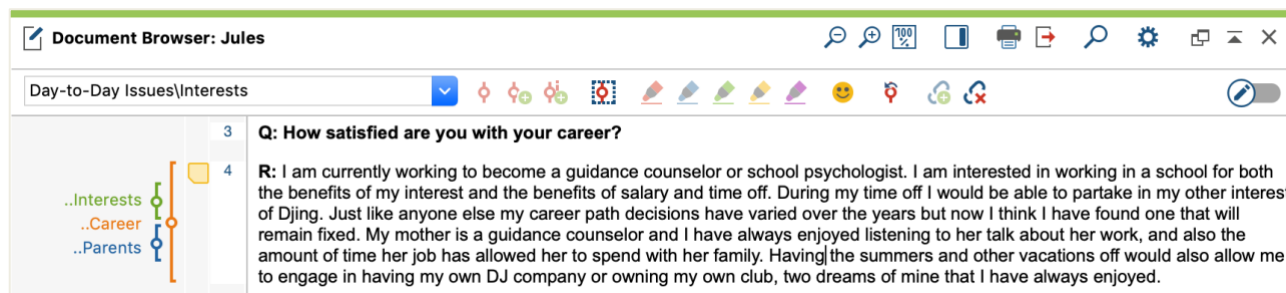 Document Browser: Jules
100 %
Day-to-Day Issues\Interests
3 Q: How satisfied are you with your career?
4 R: I am currently working to become a guidance counselor or school psychologist. I am interested in working in a school for both
the benefits of my interest and the benefits of salary and time off. During my time off I would be able to partake in my other interes
..Interests
of Djing. Just like anyone else my career path decisions have varied over the years but now I think I have found one that will
..Career
remain fixed. My mother is a guidance counselor and I have always enjoyed listening to her talk about her work, and also the
..Parents
amount of time her job has allowed her to spend with her family. Having the summers and other vacations off would also allow me
to engage in having my own DJ company or owning my own club, two dreams of mine that I have always enjoyed.